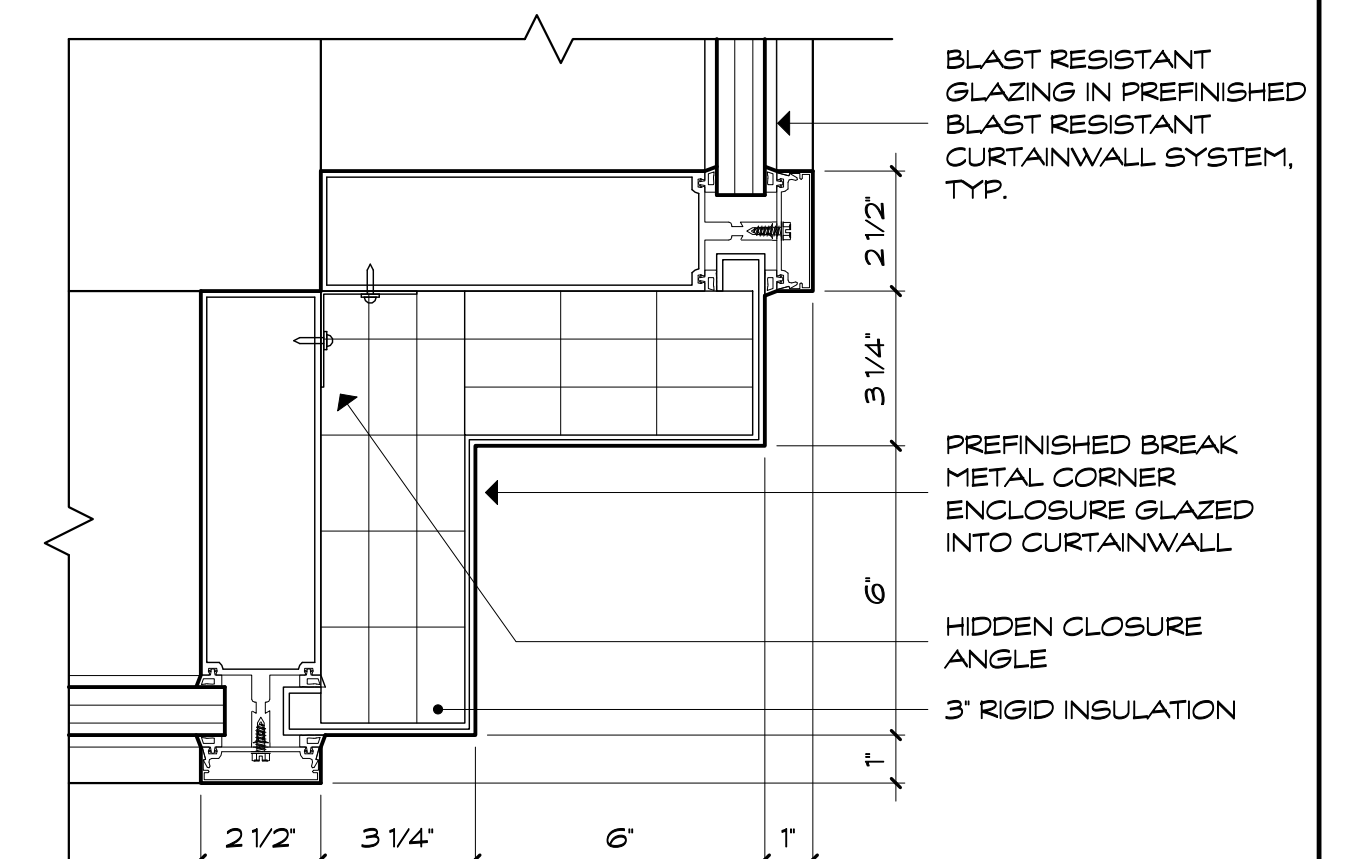 BLAST RESISTANT
GLAZING IN PREFINISHED
BLAST RESISTANT
CURTAINWALL SYSTEM,
TYP.
2 1/2"
3 1/4"
PREFINISHED BREAK
METAL CORNER
ENCLOSURE GLAZED
INTO CURTAINWALL
6"
HIDDEN CLOSURE
ANGLE
3" RIGID INSULATION
1"
2 1/2" 3 1/4" 6" 1"